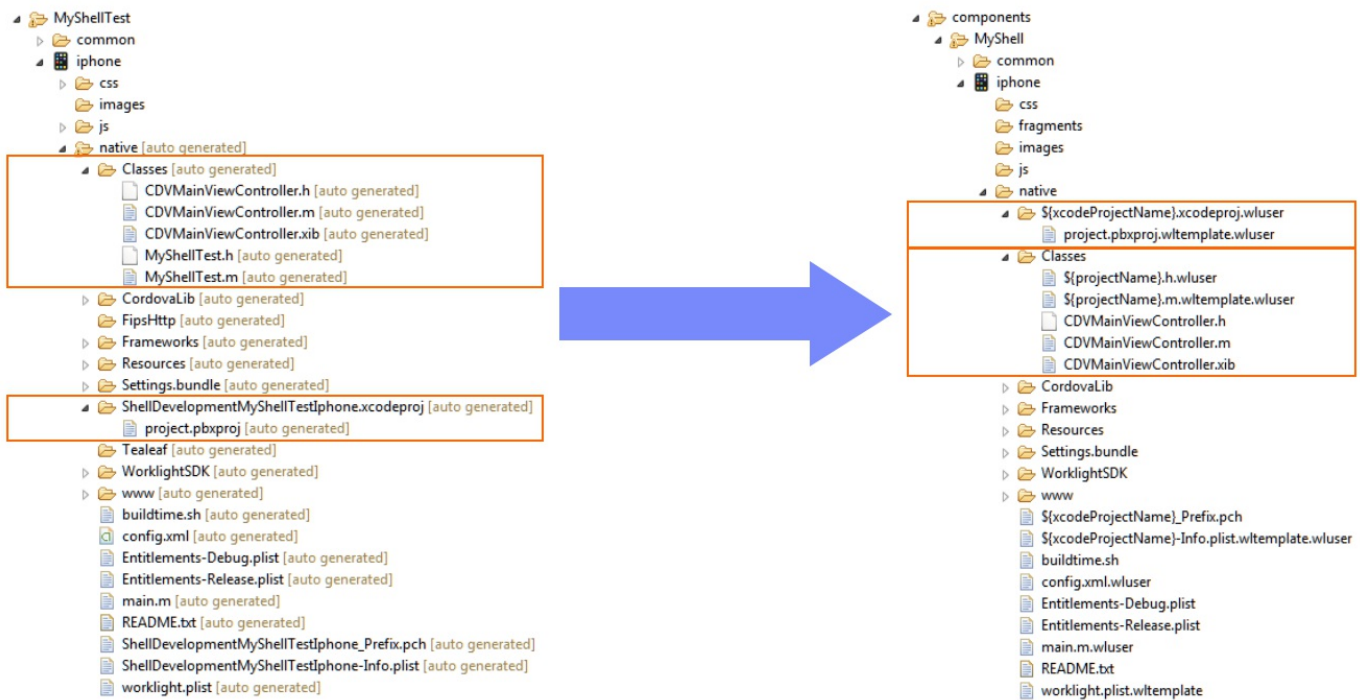 MyShellTest
common
iphone
css
images
js
native [auto generated]
Classes [auto generated]
CDVMainViewController.h [auto generated]
CDVMainViewController.m [auto generated]
CDVMainViewController.xib [auto generated]
MyShellTest.h [auto generated]
MyShellTest.m [auto generated]
CordovaLib [auto generated]
FipsHttp [auto generated]
Frameworks [auto generated]
Resources [auto generated]
Settings.bundle [auto generated]
ShellDevelopmentMyShellTestIphone.xcodeproj [auto generated]
project.pbxproj [auto generated]
Tealeaf [auto generated]
WorklightSDK [auto generated]
www [auto generated]
buildtime.sh [auto generated]
config.xml [auto generated]
Entitlements-Debug.plist [auto generated]
Entitlements-Release.plist [auto generated]
main.m [auto generated]
README.txt [auto generated]
ShellDevelopmentMyShellTestIphone_Prefix.pch [auto generated]
ShellDevelopmentMyShellTestIphone-Info.plist [auto generated]
worklight.plist [auto generated]
components
MyShell
common
iphone
css
fragments
images
js
native
${xcodeProjectName}.xcodeproj.wluser
project.pbxproj.wltemplate.wluser
Classes
${projectName}.h.wluser
${projectName}.m.wltemplate.wluser
CDVMainViewController.h
CDVMainViewController.m
CDVMainViewController.xib
CordovaLib
Frameworks
Resources
Settings.bundle
WorklightSDK
www
${xcodeProjectName}_Prefix.pch
${xcodeProjectName}-Info.plist.wltemplate.wluser
buildtime.sh
config.xml.wluser
Entitlements-Debug.plist
Entitlements-Release.plist
main.m.wluser
README.txt
worklight.plist.wltemplate